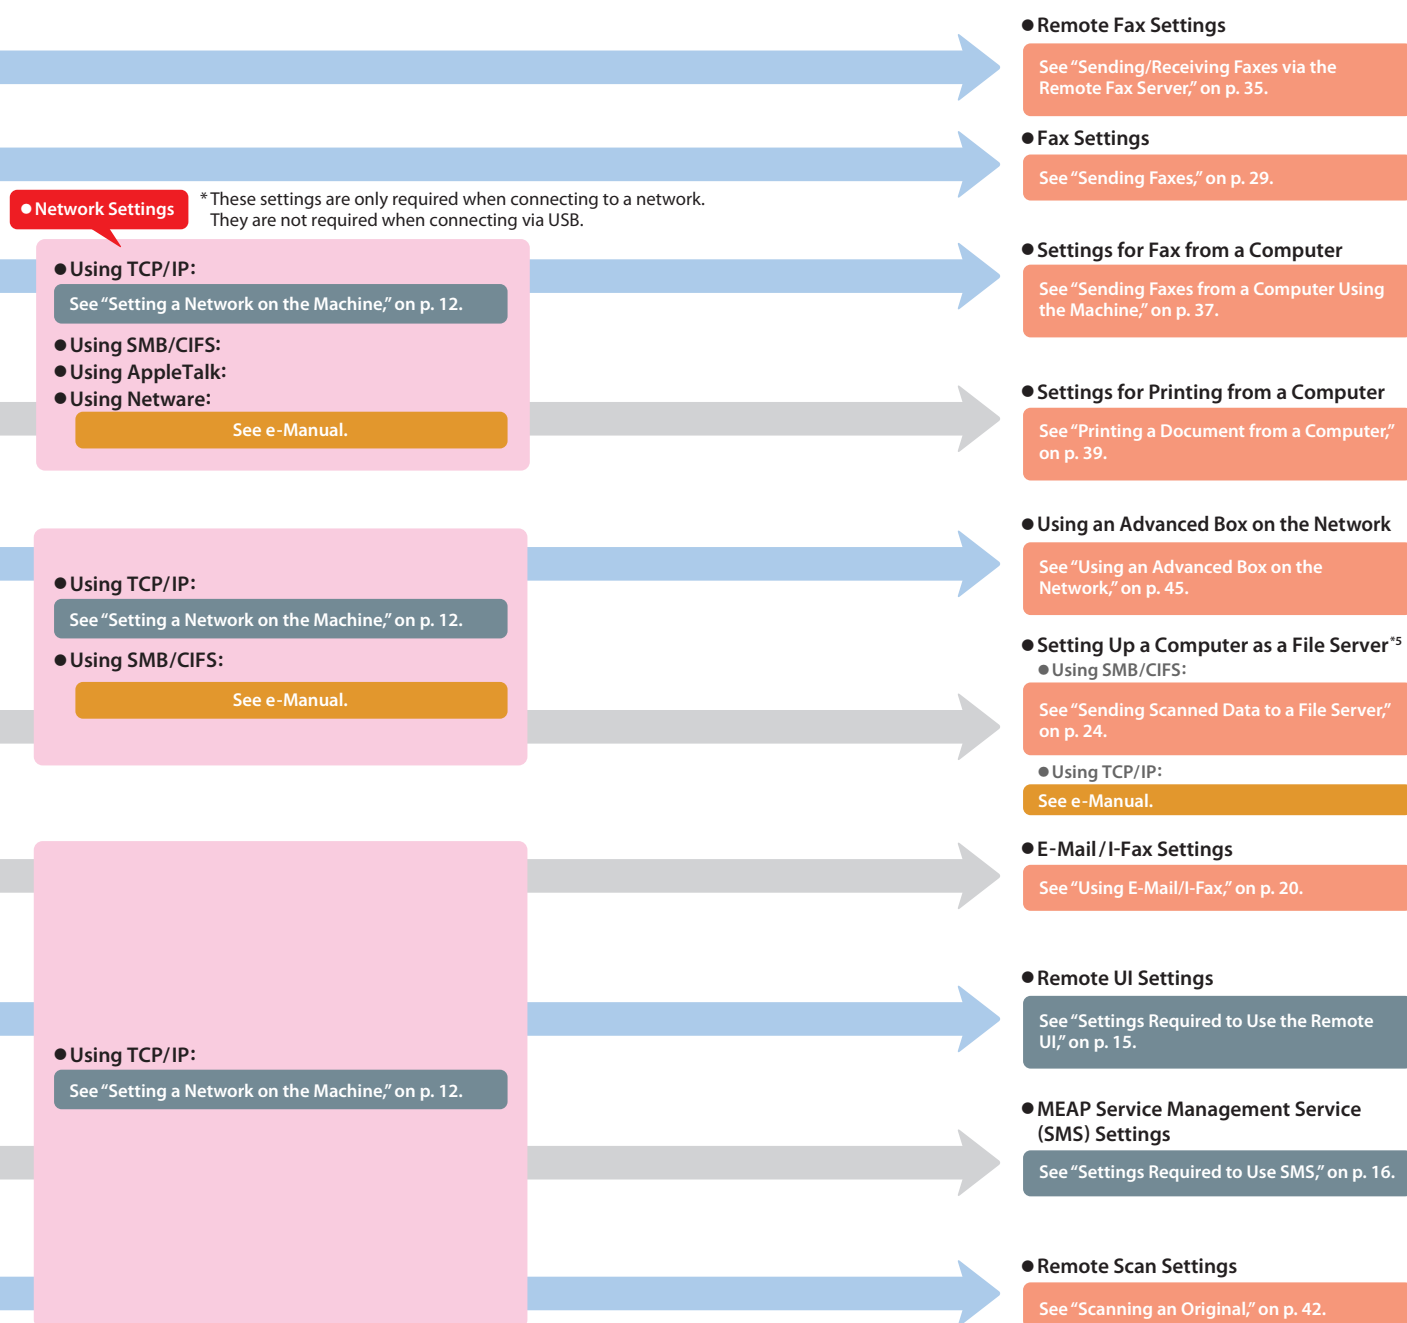 ● Remote Fax Settings
See “Sending/Receiving Faxes via the
Remote Fax Server,” on p. 35.
● Fax Settings
See “Sending Faxes,” on p. 29.
● Network Settings
* These settings are only required when connecting to a network.
They are not required when connecting via USB.
● Using TCP/IP:
See “Setting a Network on the Machine,” on p. 12.
● Using SMB/CIFS:
● Using AppleTalk:
● Using Netware:
See e-Manual.
● Settings for Fax from a Computer
See “Sending Faxes from a Computer Using
the Machine,” on p. 37.
● Settings for Printing from a Computer
See “Printing a Document from a Computer,”
on p. 39.
● Using TCP/IP:
See “Setting a Network on the Machine,” on p. 12.
● Using SMB/CIFS:
See e-Manual.
● Using an Advanced Box on the Network
See “Using an Advanced Box on the
Network,” on p. 45.
● Setting Up a Computer as a File Server*5
● Using SMB/CIFS:
See “Sending Scanned Data to a File Server,”
on p. 24.
● Using TCP/IP:
See e-Manual.
● Using TCP/IP:
See “Setting a Network on the Machine,” on p. 12.
● E-Mail/I-Fax Settings
See “Using E-Mail/I-Fax,” on p. 20.
● Remote UI Settings
See “Settings Required to Use the Remote
UI,” on p. 15.
● MEAP Service Management Service
(SMS) Settings
See “Settings Required to Use SMS,” on p. 16.
● Remote Scan Settings
See “Scanning an Original,” on p. 42.